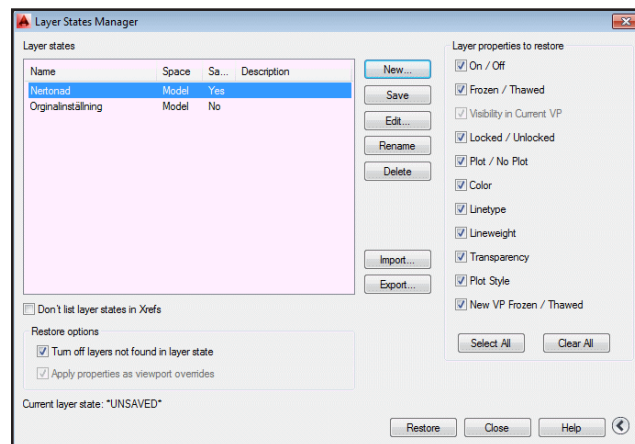 Layer States Manager
Layer states
Name Space Sa... Description
Nertonad Model Yes
Orginalinställning Model No
New...
Save
Edit...
Rename
Delete
Import...
Export...
Don't list layer states in Xrefs
Restore options
Turn off layers not found in layer state
Apply properties as viewport overrides
Current layer state: *UNSAVED*
Layer properties to restore
On / Off
Frozen / Thawed
Visibility in Current VP
Locked / Unlocked
Plot / No Plot
Color
Linetype
Lineweight
Transparency
Plot Style
New VP Frozen / Thawed
Select All
Clear All
Restore
Close
Help